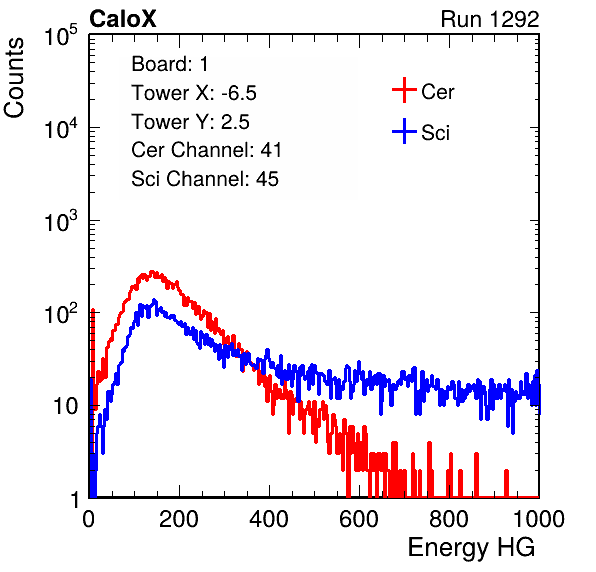 CaloX Run 1292
Counts
10^5
10^4
10^3
10^2
10
1
Board: 1
Tower X: -6.5
Tower Y: 2.5
Cer Channel: 41
Sci Channel: 45
Cer
Sci
0 200 400 600 800 1000
Energy HG